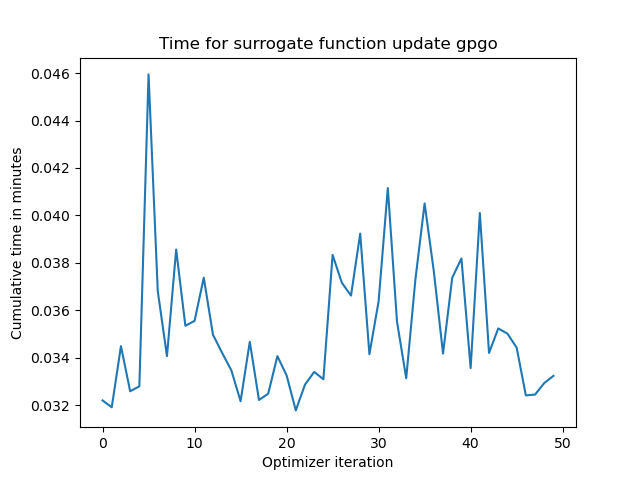 Time for surrogate function update gpgo
Cumulative time in minutes
0.046
0.044
0.042
0.040
0.038
0.036
0.034
0.032
0 10 20 30 40 50
Optimizer iteration